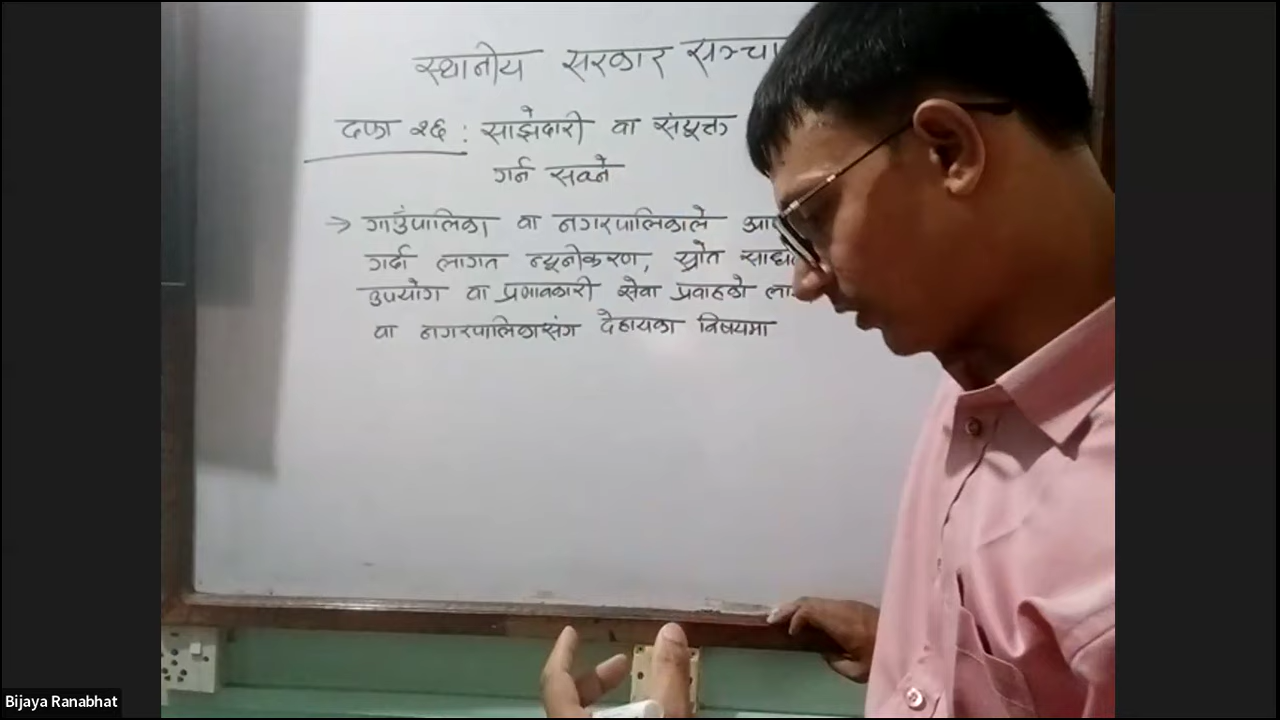 स्थानीय सरकार सञ्चा
दफा २६ : साझेदारी वा संयुक्त
गर्न सक्ने
→ गाउँपालिका वा नगरपालिकाले आ
गर्दा लागत न्यूनीकरण, स्रोत साध
उपयोग वा प्रभावकारी सेवा प्रवाहको ला
वा नगरपालिकासंग देहायका विषयमा
Bijaya Ranabhat